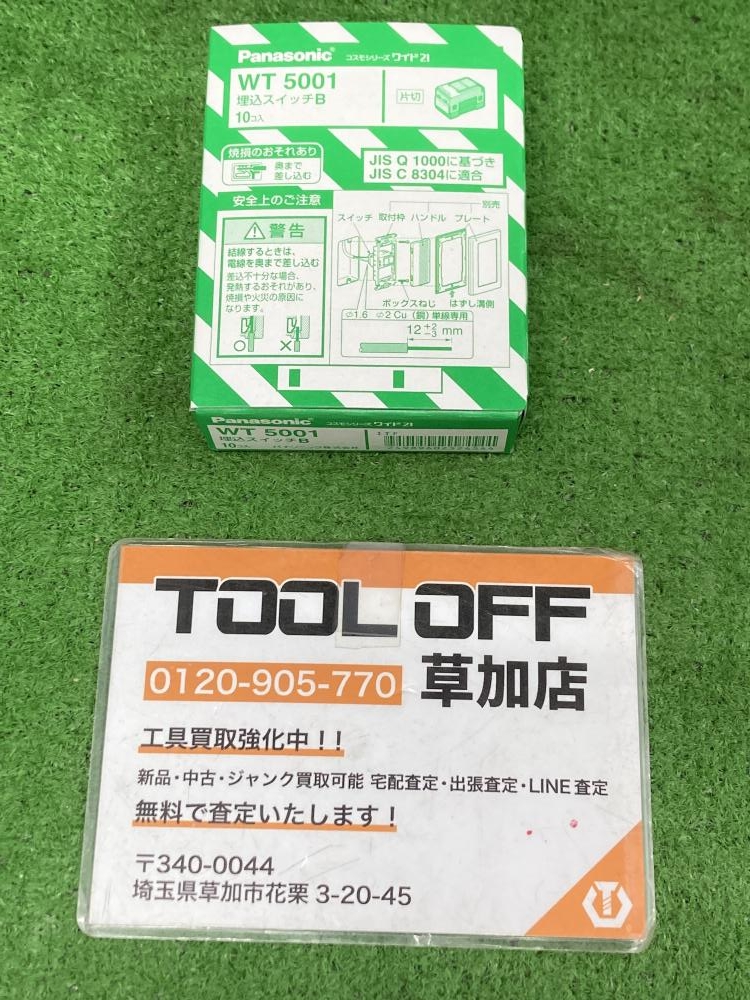 Panasonic コスモシリーズ ワイド21
WT 5001
埋込スイッチB
10コ入
片切
焼損のおそれあり
奥まで
差し込む
JIS Q 1000に基づき
JIS C 8304に適合
安全上のご注意
警告
結線するときは、
電線を奥まで差し込む
差込不十分な場合、
発熱するおそれがあり、
焼損や火災の原因に
なります。
別売
スイッチ 取付枠 ハンドル プレート
ボックスねじ はずし溝側
∅1.6 ∅2 Cu(銅)単線専用
12 +2 -3 mm
Panasonic コスモシリーズ ワイド21
WT 5001
埋込スイッチB
10コ入
TOOL OFF
0120-905-770 草加店
工具買取強化中!!
新品・中古・ジャンク買取可能 宅配査定・出張査定・LINE査定
無料で査定いたします!
〒340-0044
埼玉県草加市花栗 3-20-45